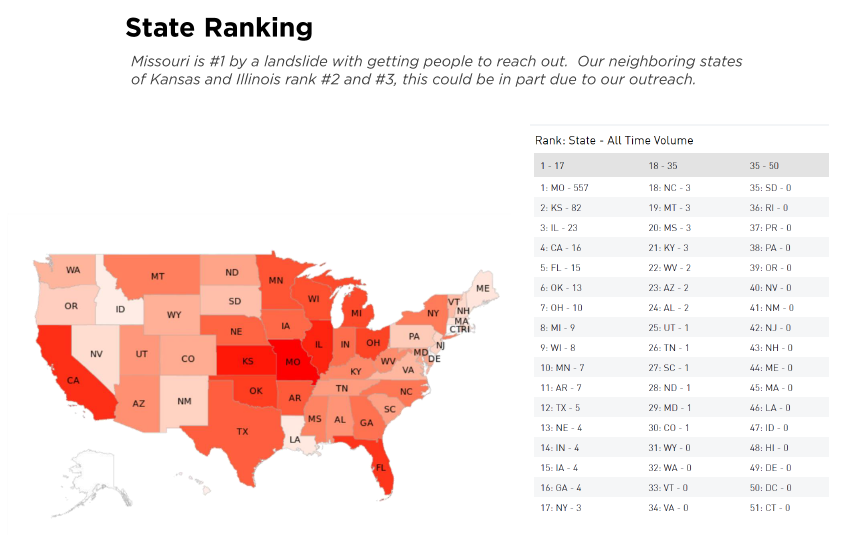 State Ranking
Missouri is #1 by a landslide with getting people to reach out. Our neighboring states
of Kansas and Illinois rank #2 and #3, this could be in part due to our outreach.
Rank: State - All Time Volume
1 - 17 18 - 35 35 - 50
1: MO - 557 18: NC - 3 35: SD - 0
2: KS - 82 19: MT - 3 36: RI - 0
3: IL - 23 20: MS - 3 37: PR - 0
4: CA - 16 21: KY - 3 38: PA - 0
5: FL - 15 22: WV - 2 39: OR - 0
6: OK - 13 23: AZ - 2 40: NV - 0
7: OH - 10 24: AL - 2 41: NM - 0
8: MI - 9 25: UT - 1 42: NJ - 0
9: WI - 8 26: TN - 1 43: NH - 0
10: MN - 7 27: SC - 1 44: ME - 0
11: AR - 7 28: ND - 1 45: MA - 0
12: TX - 5 29: MD - 1 46: LA - 0
13: NE - 4 30: CO - 1 47: ID - 0
14: IN - 4 31: WY - 0 48: HI - 0
15: IA - 4 32: WA - 0 49: DE - 0
16: GA - 4 33: VT - 0 50: DC - 0
17: NY - 3 34: VA - 0 51: CT - 0
WA MT ND MN ME
OR ID SD WI MI NY VT NH
WY MA
NE IA PA CT RI
NV UT CO IL IN OH NJ
CA KS MO WV MD DE
KY VA
AZ NM OK AR TN NC
TX MS AL GA SC
LA
FL